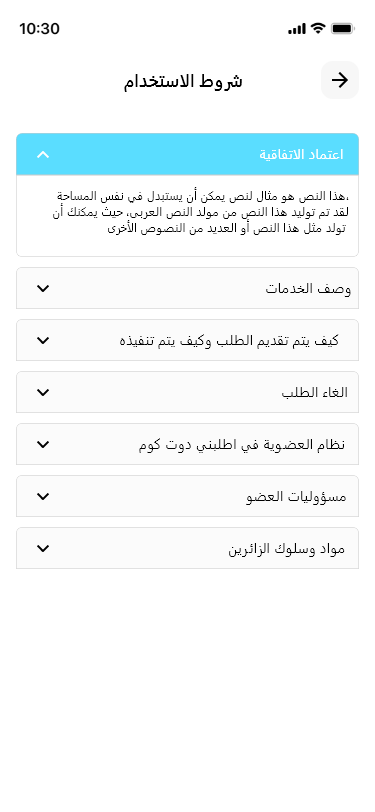 10:30
شروط الاستخدام
اعتماد الاتفاقية
هذا النص هو مثال لنص يمكن أن يستبدل في نفس المساحة،
لقد تم توليد هذا النص من مولد النص العربى، حيث يمكنك أن
تولد مثل هذا النص أو العديد من النصوص الأخرى
وصف الخدمات
كيف يتم تقديم الطلب وكيف يتم تنفيذه
الغاء الطلب
نظام العضوية في اطلبني دوت كوم
مسؤوليات العضو
مواد وسلوك الزائرين